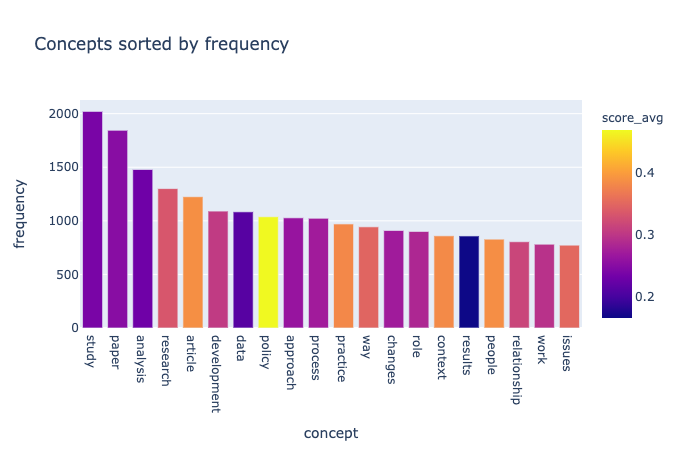 Concepts sorted by frequency
score_avg
2000
1500
1000
500
0
0.4
0.3
0.2
frequency
study
paper
analysis
research
article
development
data
policy
approach
process
practice
way
changes
role
context
results
people
relationship
work
issues
concept